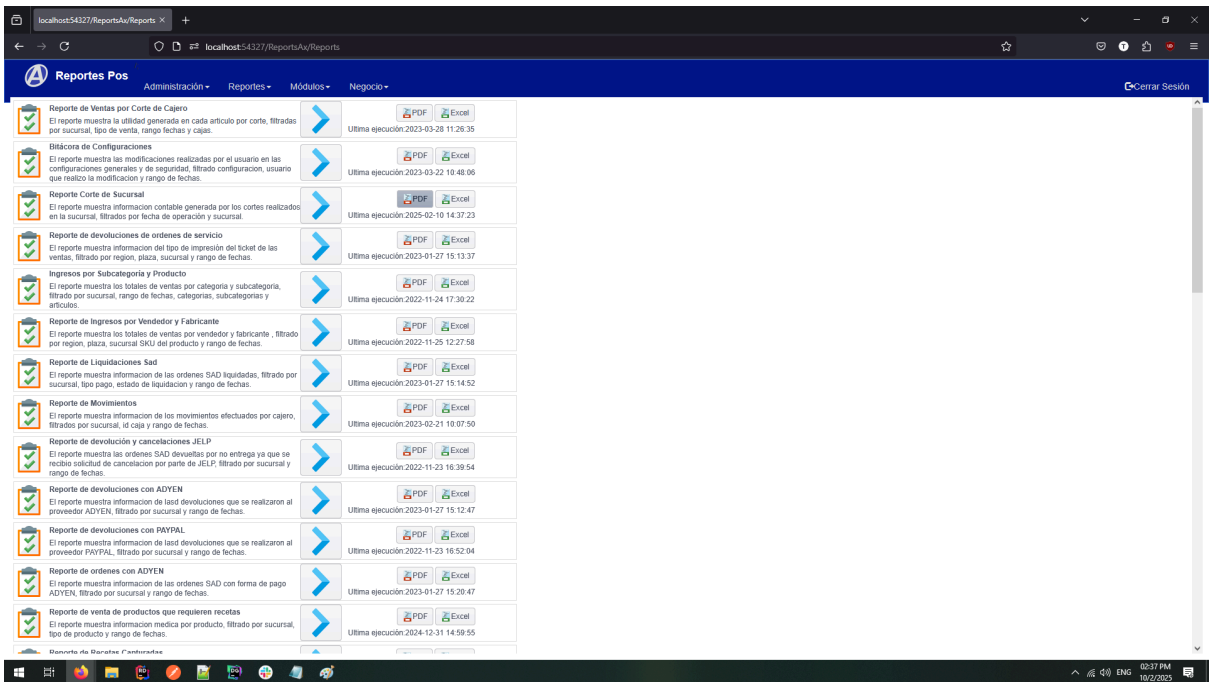 localhost:54327/ReportsAx/Reports
localhost:54327/ReportsAx/Reports
Reportes Pos
Administración
Reportes
Módulos
Negocio
Cerrar Sesión
Reporte de Ventas por Corte de Cajero
El reporte muestra la utilidad generada en cada articulo por corte, filtradas
por sucursal, tipo de venta, rango fechas y cajas.
PDF Excel
Ultima ejecución:2023-03-28 11:26:35
Bitácora de Configuraciones
El reporte muestra las modificaciones realizadas por el usuario en las
configuraciones generales y de seguridad, filtrado configuracion, usuario
que realizo la modificacion y rango de fechas.
PDF Excel
Ultima ejecución:2023-03-22 10:48:06
Reporte Corte de Sucursal
El reporte muestra informacion contable generada por los cortes realizados
en la sucursal, filtrados por fecha de operación y sucursal.
PDF Excel
Ultima ejecución:2025-02-10 14:37:23
Reporte de devoluciones de ordenes de servicio
El reporte muestra informacion del tipo de impresión del ticket de las
ventas, filtrado por region, plaza, sucursal y rango de fechas.
PDF Excel
Ultima ejecución:2023-01-27 15:13:37
Ingresos por Subcategoría y Producto
El reporte muestra los totales de ventas por categoria y subcategoria,
filtrado por sucursal, rango de fechas, categorias, subcategorias y
articulos.
PDF Excel
Ultima ejecución:2022-11-24 17:30:22
Reporte de Ingresos por Vendedor y Fabricante
El reporte muestra los totales de ventas por vendedor y fabricante , filtrado
por region, plaza, sucursal SKU del producto y rango de fechas.
PDF Excel
Ultima ejecución:2022-11-25 12:27:58
Reporte de Liquidaciones Sad
El reporte muestra informacion de las ordenes SAD liquidadas, filtrado por
sucursal, tipo pago, estado de liquidacion y rango de fechas.
PDF Excel
Ultima ejecución:2023-01-27 15:14:52
Reporte de Movimientos
El reporte muestra informacion de los movimientos efectuados por cajero,
filtrados por sucursal, id caja y rango de fechas.
PDF Excel
Ultima ejecución:2023-02-21 10:07:50
Reporte de devolución y cancelaciones JELP
El reporte muestra las ordenes SAD devueltas por no entrega ya que se
recibio solicitud de cancelacion por parte de JELP, filtrado por sucursal y
rango de fechas.
PDF Excel
Ultima ejecución:2022-11-23 16:39:54
Reporte de devoluciones con ADYEN
El reporte muestra informacion de lasd devoluciones que se realizaron al
proveedor ADYEN, filtrado por sucursal y rango de fechas.
PDF Excel
Ultima ejecución:2023-01-27 15:12:47
Reporte de devoluciones con PAYPAL
El reporte muestra informacion de lasd devoluciones que se realizaron al
proveedor PAYPAL, filtrado por sucursal y rango de fechas.
PDF Excel
Ultima ejecución:2022-11-23 16:52:04
Reporte de ordenes con ADYEN
El reporte muestra informacion de las ordenes SAD con forma de pago
ADYEN, filtrado por sucursal y rango de fechas.
PDF Excel
Ultima ejecución:2023-01-27 15:20:47
Reporte de venta de productos que requieren recetas
El reporte muestra informacion medica por producto, filtrado por sucursal,
tipo de producto y rango de fechas.
PDF Excel
Ultima ejecución:2024-12-31 14:59:55
Reporte de Recetas Capturadas
ENG
02:37 PM
10/2/2025